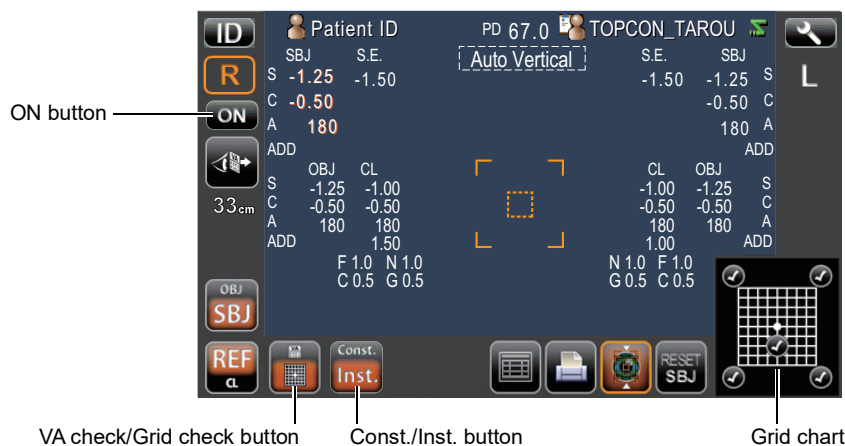 ID Patient ID PD 67.0 TOPCON_TAROU
SBJ S.E. Auto Vertical S.E. SBJ
R S -1.25 -1.50 -1.50 -1.25 S L
ON button ON C -0.50 -0.50 C
A 180 180 A
ADD ADD
OBJ CL CL OBJ
S -1.25 -1.00 -1.00 -1.25 S
33cm C -0.50 -0.50 -0.50 -0.50 C
A 180 180 180 180 A
ADD 1.50 1.00 ADD
F 1.0 N 1.0 N 1.0 F 1.0
C 0.5 G 0.5 G 0.5 C 0.5
OBJ
SBJ
REF VA Const. RESET
CL Inst. SBJ
VA check/Grid check button Const./Inst. button Grid chart